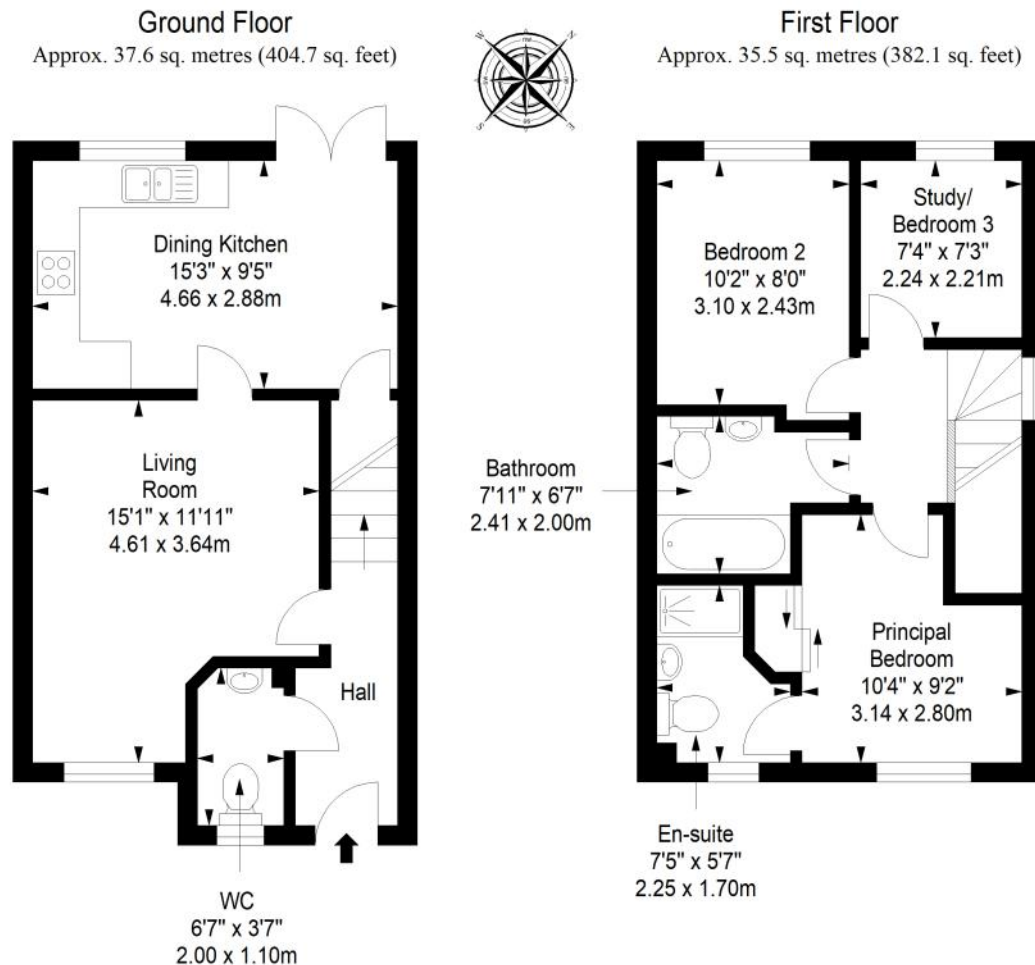 Ground Floor
Approx. 37.6 sq. metres (404.7 sq. feet)
Dining Kitchen
15'3" x 9'5"
4.66 x 2.88m
Living
Room
15'1" x 11'11"
4.61 x 3.64m
Hall
WC
6'7" x 3'7"
2.00 x 1.10m
W
N
S
E
First Floor
Approx. 35.5 sq. metres (382.1 sq. feet)
Bedroom 2
10'2" x 8'0"
3.10 x 2.43m
Study/
Bedroom 3
7'4" x 7'3"
2.24 x 2.21m
Bathroom
7'11" x 6'7"
2.41 x 2.00m
Principal
Bedroom
10'4" x 9'2"
3.14 x 2.80m
En-suite
7'5" x 5'7"
2.25 x 1.70m